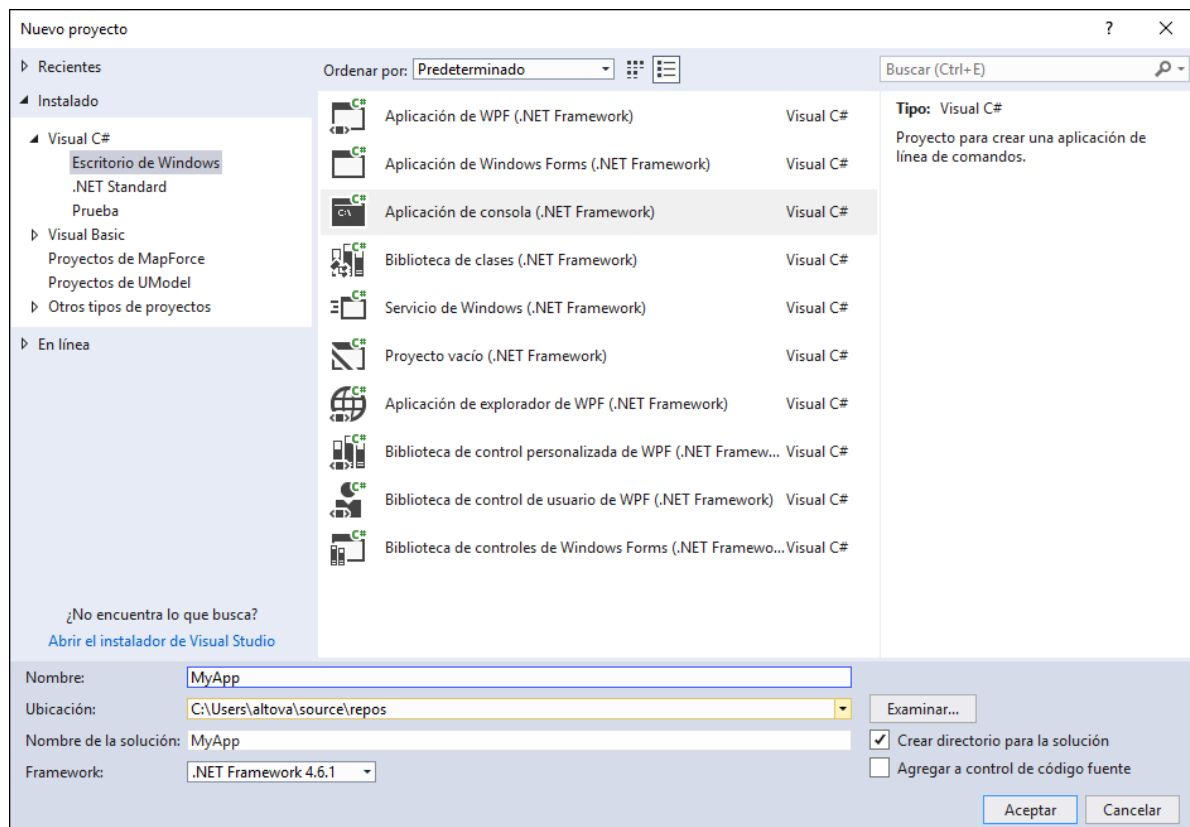 Nuevo proyecto
?
Recientes
Instalado
Visual C#
Escritorio de Windows
.NET Standard
Prueba
Visual Basic
Proyectos de MapForce
Proyectos de UModel
Otros tipos de proyectos
En línea
¿No encuentra lo que busca?
Abrir el instalador de Visual Studio
Ordenar por: Predeterminado
C# Aplicación de WPF (.NET Framework) Visual C#
C# Aplicación de Windows Forms (.NET Framework) Visual C#
C# C:\ Aplicación de consola (.NET Framework) Visual C#
C# Biblioteca de clases (.NET Framework) Visual C#
C# Servicio de Windows (.NET Framework) Visual C#
C# Proyecto vacío (.NET Framework) Visual C#
C# Aplicación de explorador de WPF (.NET Framework) Visual C#
C# Biblioteca de control personalizada de WPF (.NET Framew... Visual C#
C# Biblioteca de control de usuario de WPF (.NET Framework) Visual C#
C# Biblioteca de controles de Windows Forms (.NET Framewo... Visual C#
Buscar (Ctrl+E)
Tipo: Visual C#
Proyecto para crear una aplicación de
línea de comandos.
Nombre: MyApp
Ubicación: C:\Users\altova\source\repos
Examinar...
Nombre de la solución: MyApp
Crear directorio para la solución
Framework: .NET Framework 4.6.1
Agregar a control de código fuente
Aceptar Cancelar